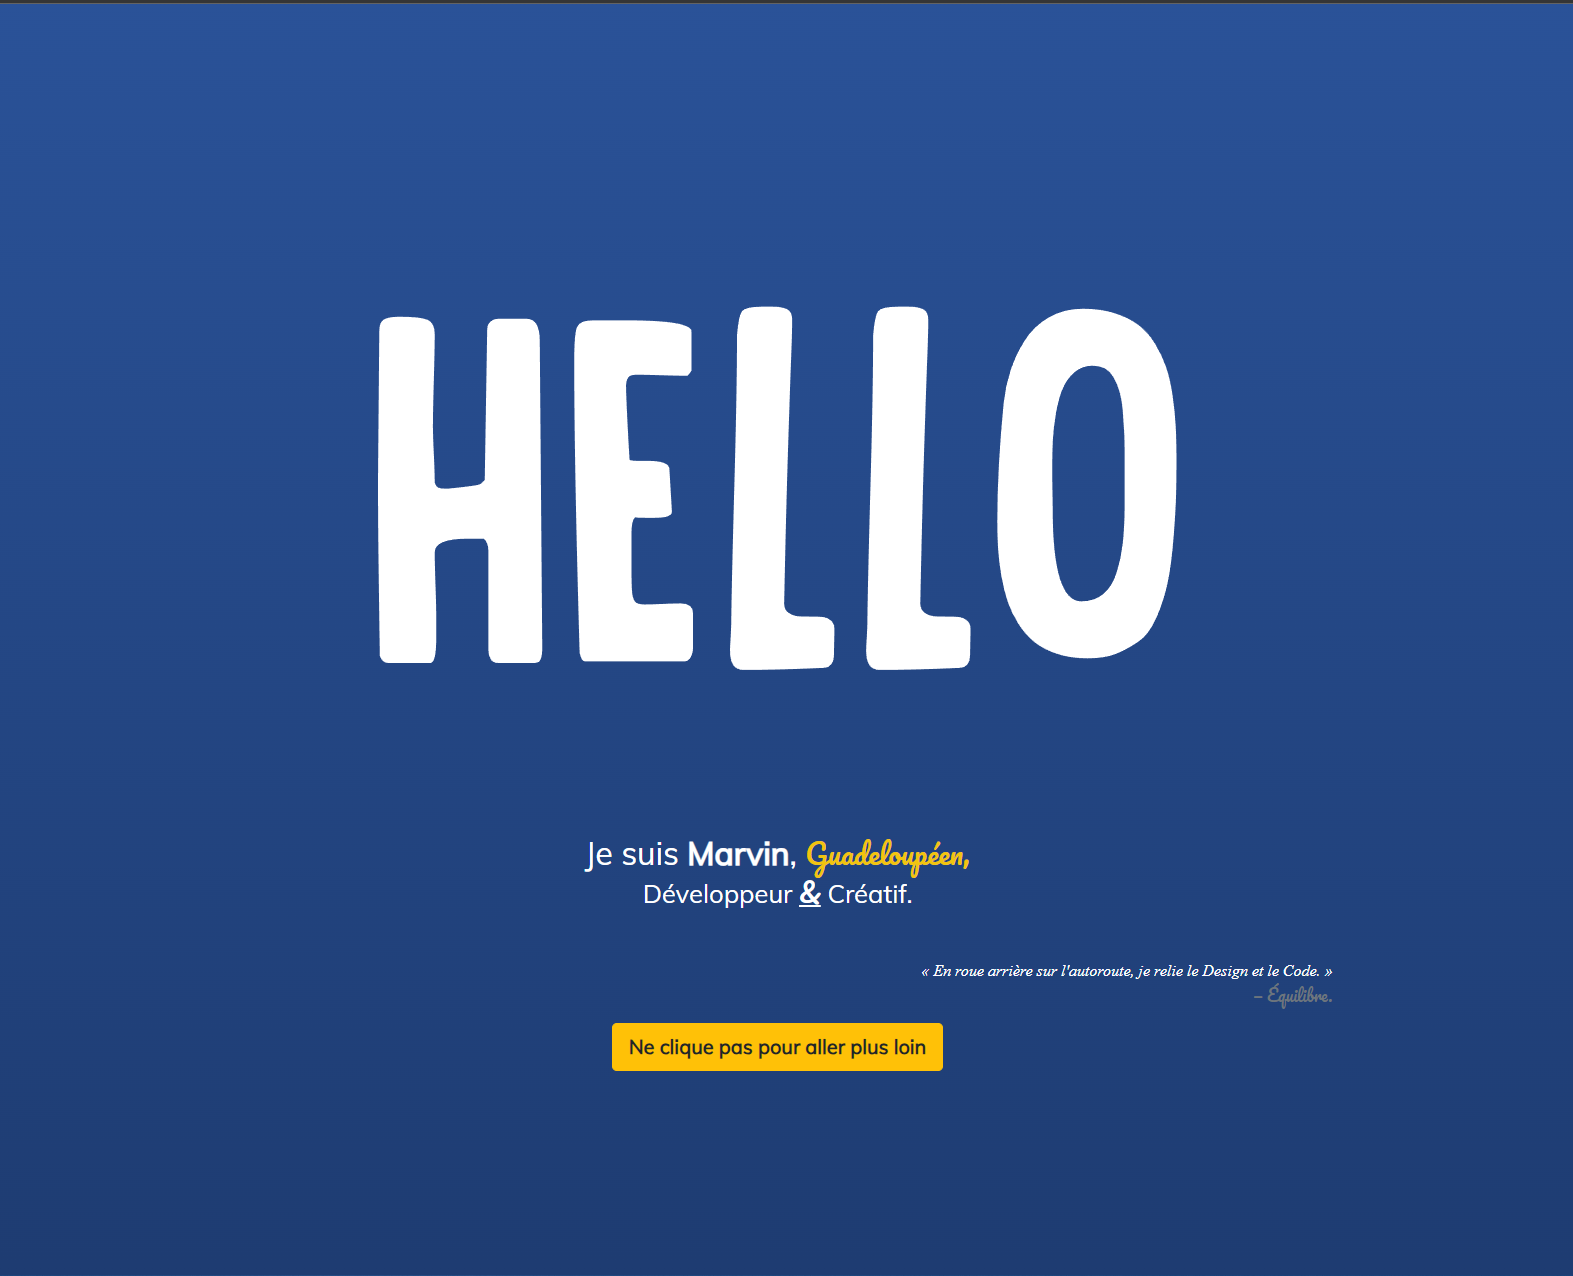 HELLO
Je suis Marvin, Guadeloupéen,
Développeur & Créatif.
« En roue arrière sur l'autoroute, je relie le Design et le Code. »
– Équilibre.
Ne clique pas pour aller plus loin